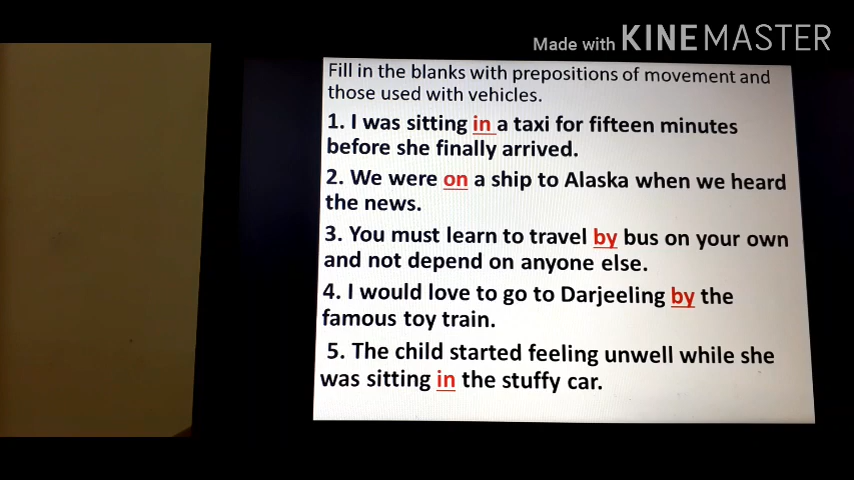 Made with KINEMASTER
Fill in the blanks with prepositions of movement and
those used with vehicles.
1. I was sitting in a taxi for fifteen minutes
before she finally arrived.
2. We were on a ship to Alaska when we heard
the news.
3. You must learn to travel by bus on your own
and not depend on anyone else.
4. I would love to go to Darjeeling by the
famous toy train.
5. The child started feeling unwell while she
was sitting in the stuffy car.